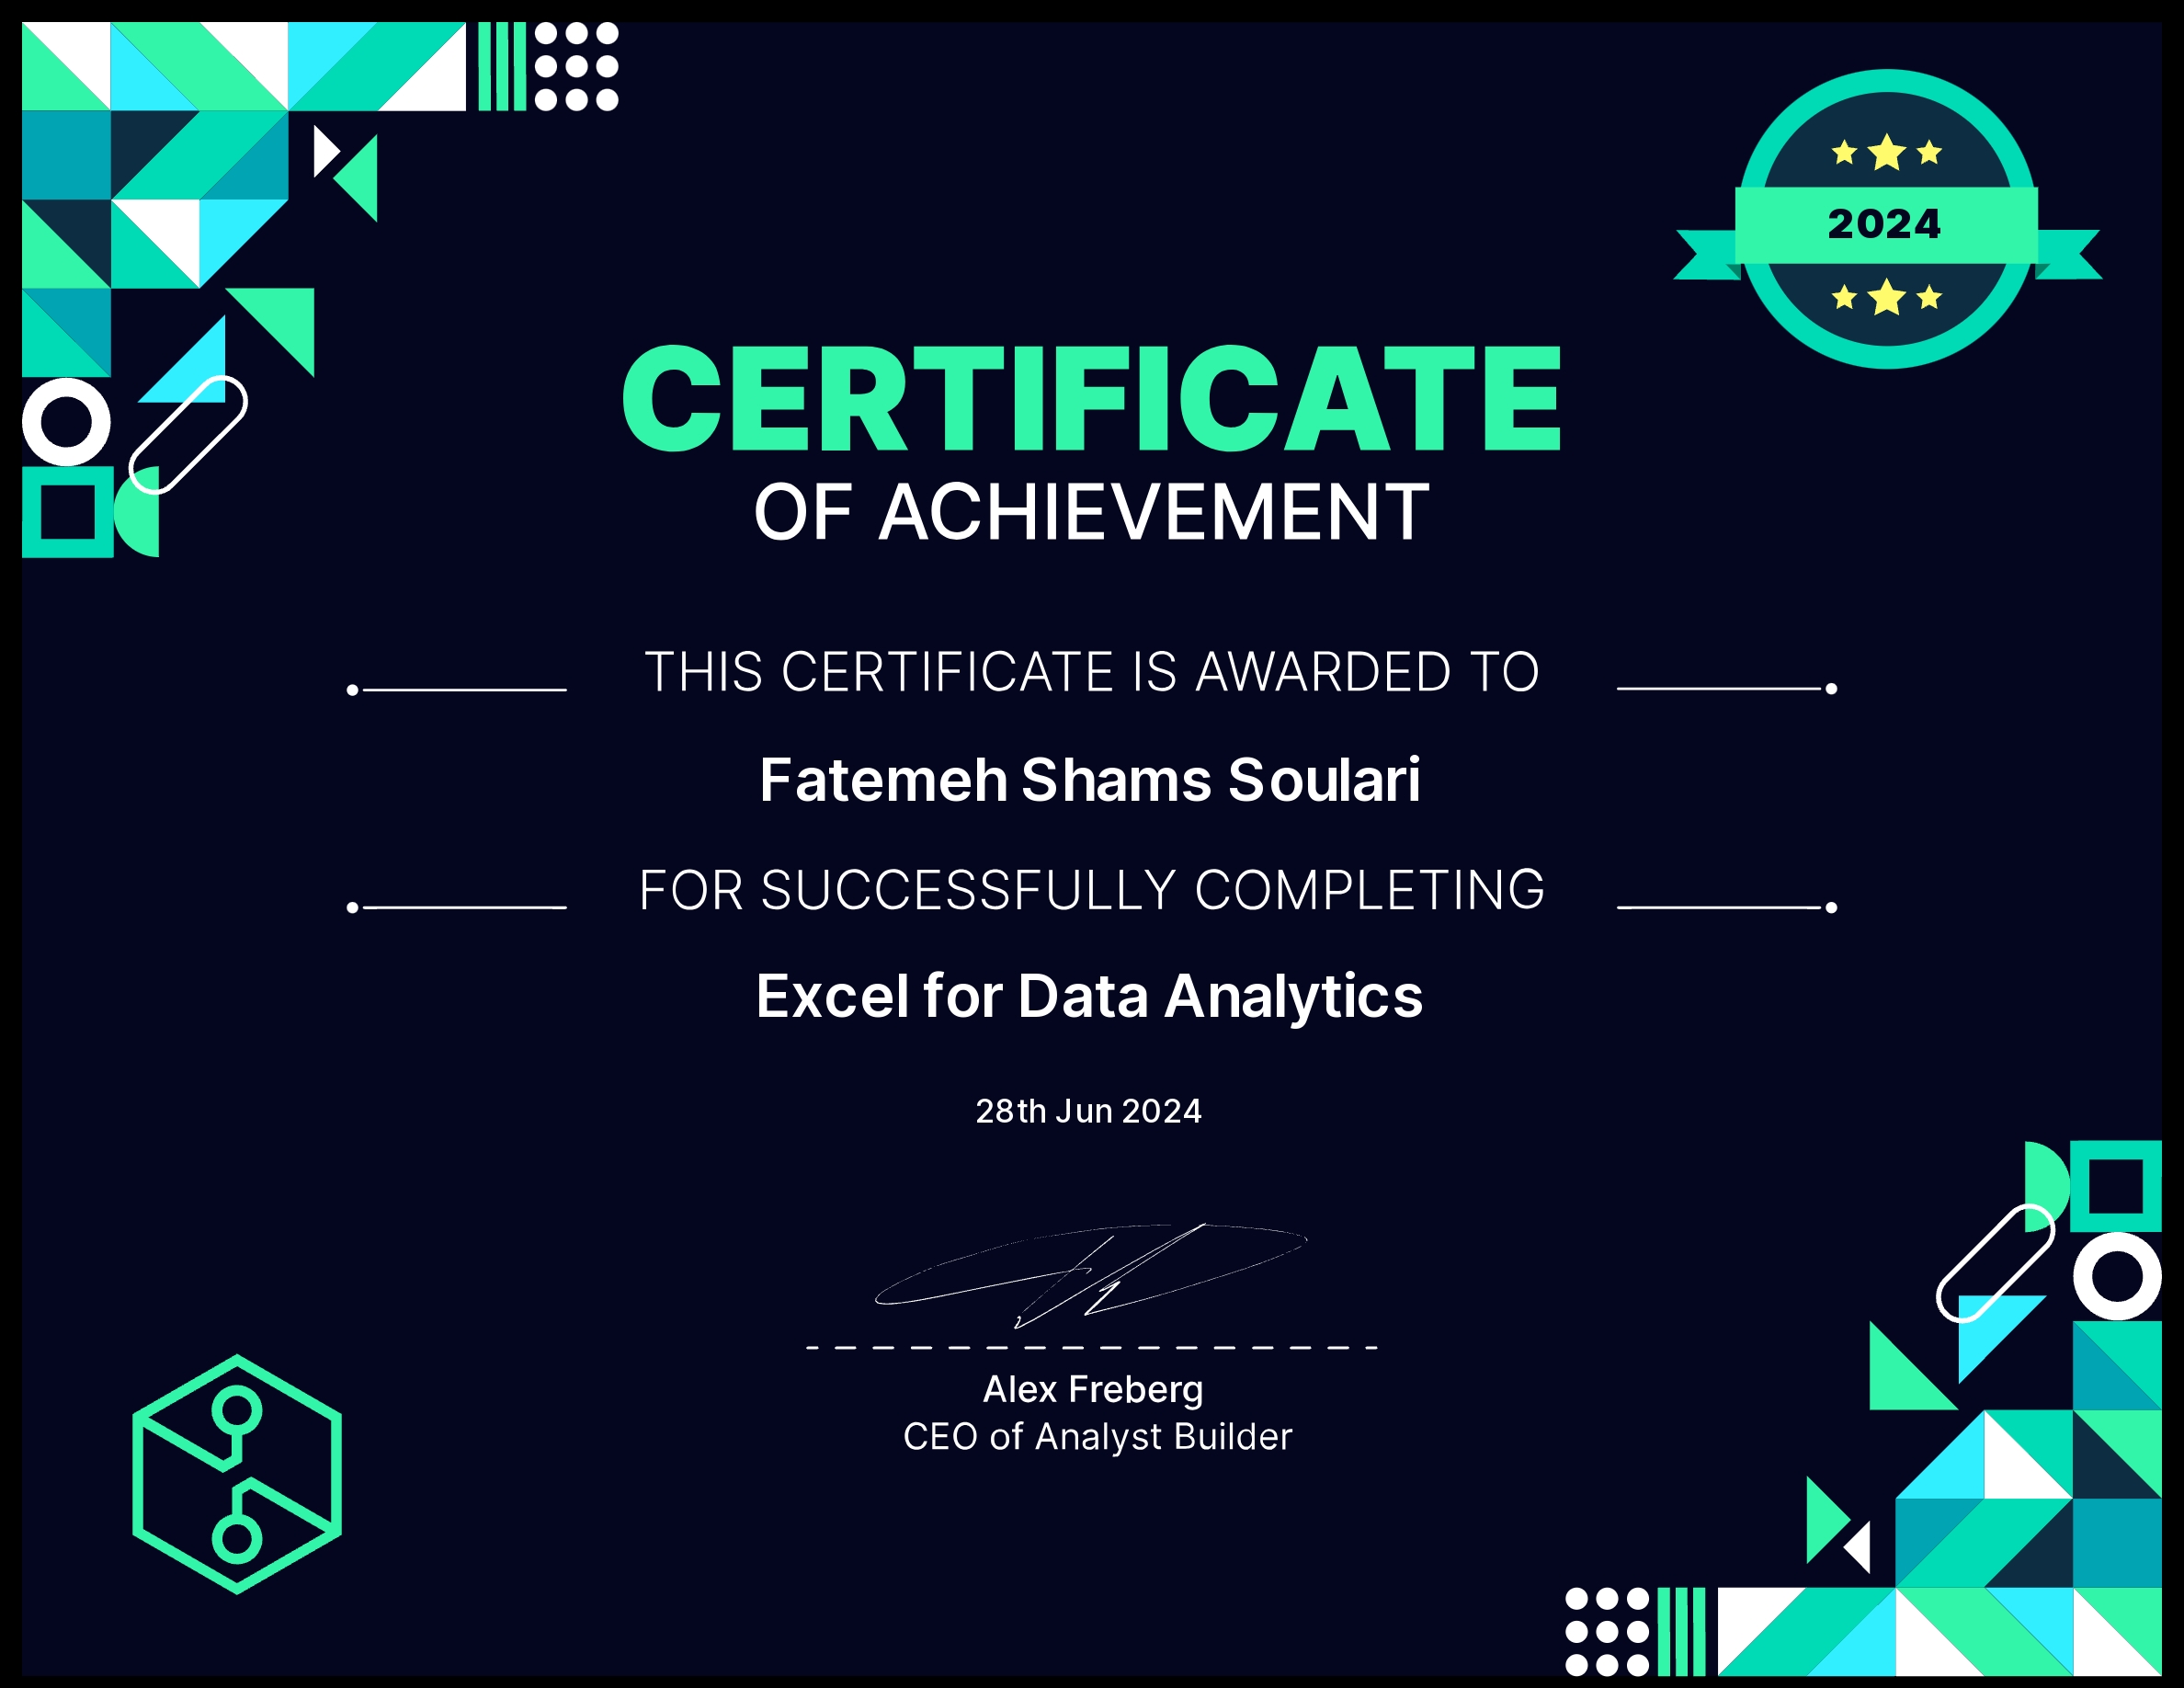 2024
CERTIFICATE
OF ACHIEVEMENT
THIS CERTIFICATE IS AWARDED TO
Fatemeh Shams Soulari
FOR SUCCESSFULLY COMPLETING
Excel for Data Analytics
28th Jun 2024
Alex Freberg
CEO of Analyst Builder